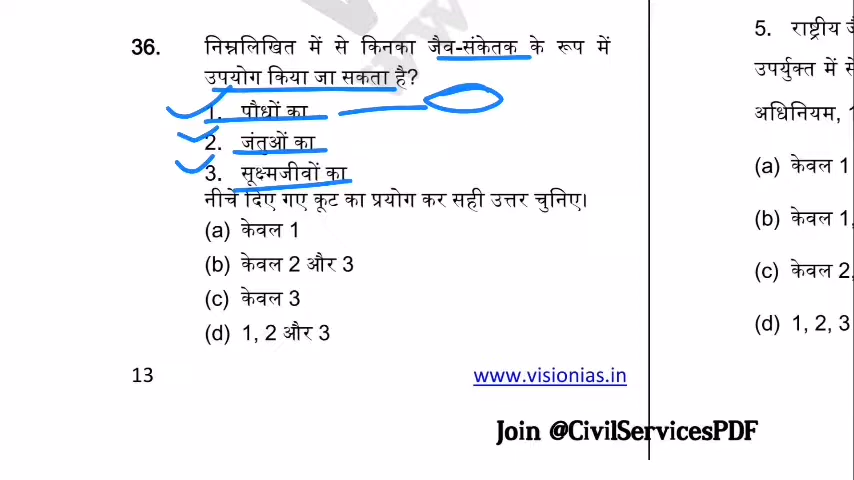 36. निम्नलिखित में से किनका जैव-संकेतक के रूप में
उपयोग किया जा सकता है?
1. पौधों का
2. जंतुओं का
3. सूक्ष्मजीवों का
नीचे दिए गए कूट का प्रयोग कर सही उत्तर चुनिए।
(a) केवल 1
(b) केवल 2 और 3
(c) केवल 3
(d) 1, 2 और 3
13
www.visionias.in
5. राष्ट्रीय
उपर्युक्त में
अधिनियम, 1
(a) केवल 1
(b) केवल 1,
(c) केवल 2,
(d) 1, 2, 3
Join @CivilServicesPDF